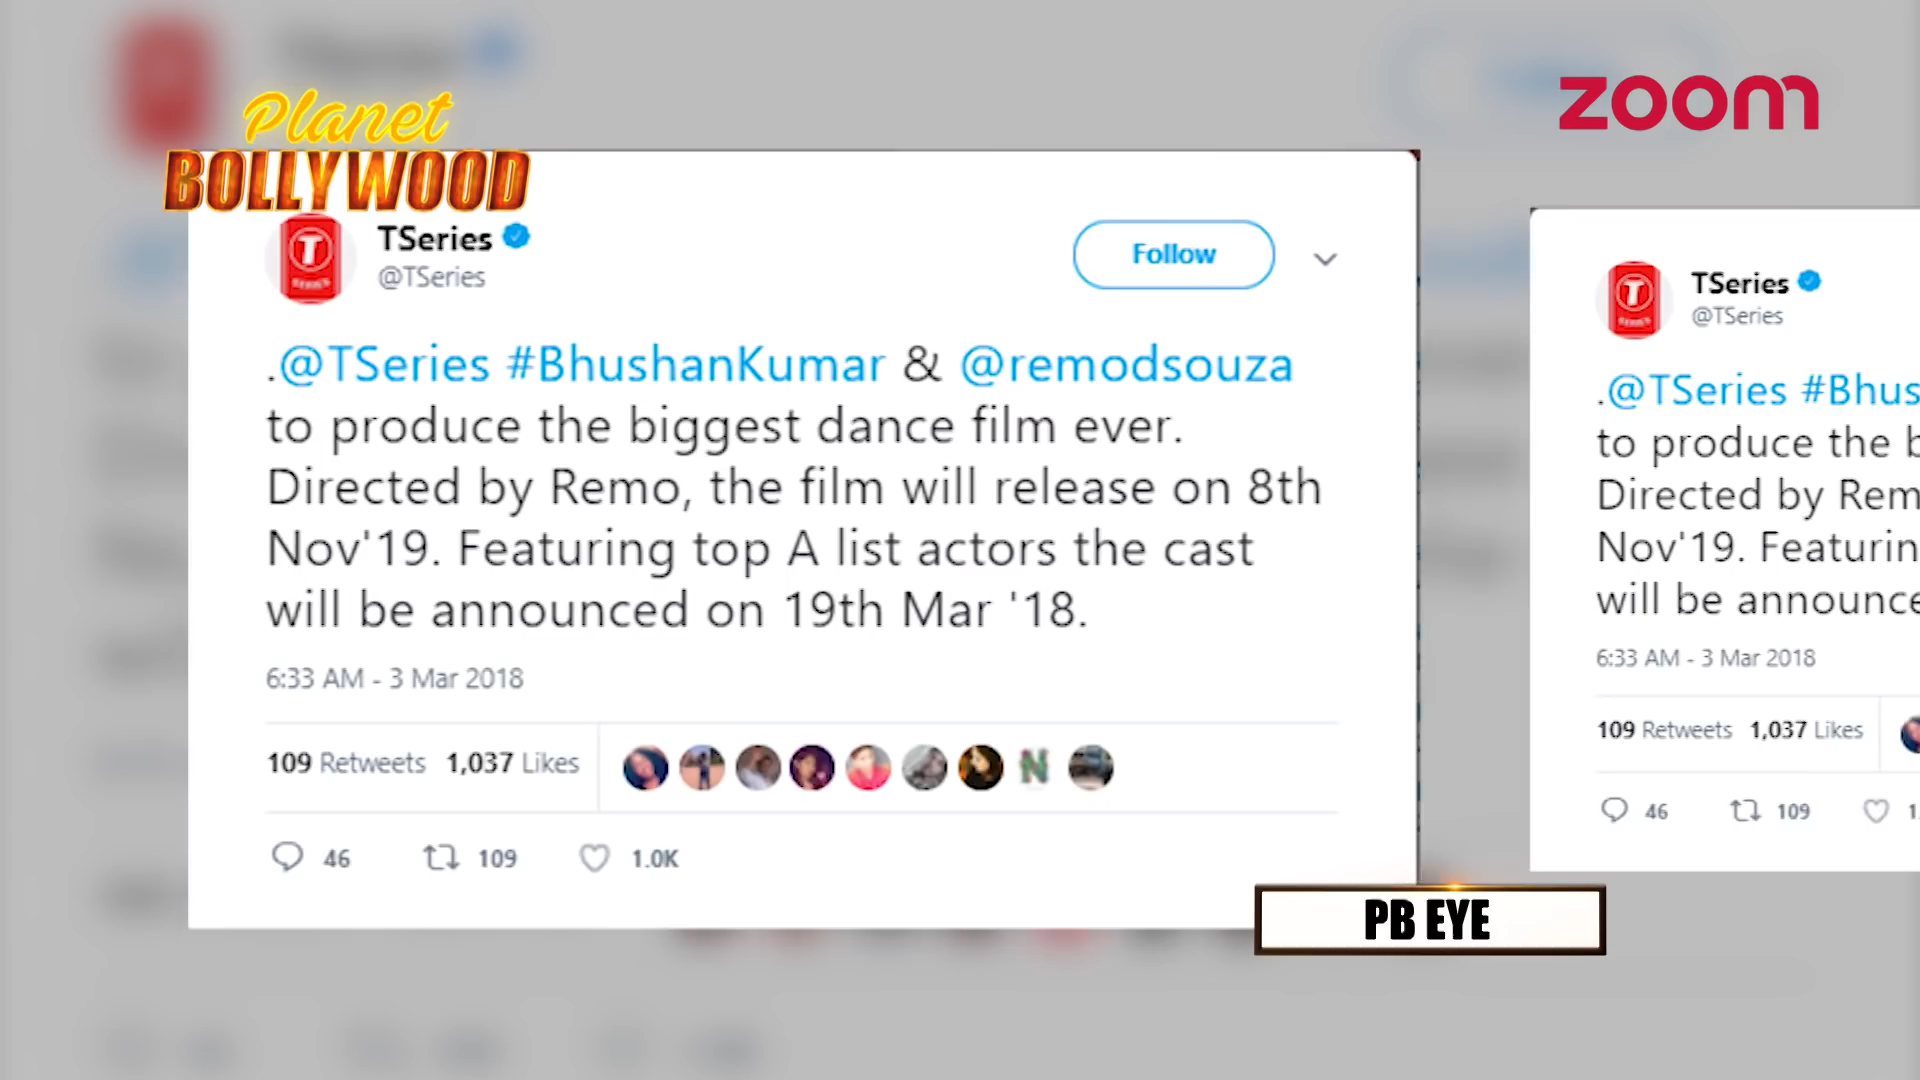 Planet
BOLLYWOOD
zoom
TSeries
@TSeries
Follow
.@TSeries #BhushanKumar & @remodsouza
to produce the biggest dance film ever.
Directed by Remo, the film will release on 8th
Nov'19. Featuring top A list actors the cast
will be announced on 19th Mar '18.
6:33 AM - 3 Mar 2018
109 Retweets 1,037 Likes
46 109 1.0K
TSeries
@TSeries
.@TSeries #Bhus
to produce the b
Directed by Rem
Nov'19. Featurin
will be announce
6:33 AM - 3 Mar 2018
109 Retweets 1,037 Likes
46 109 1.
PB EYE